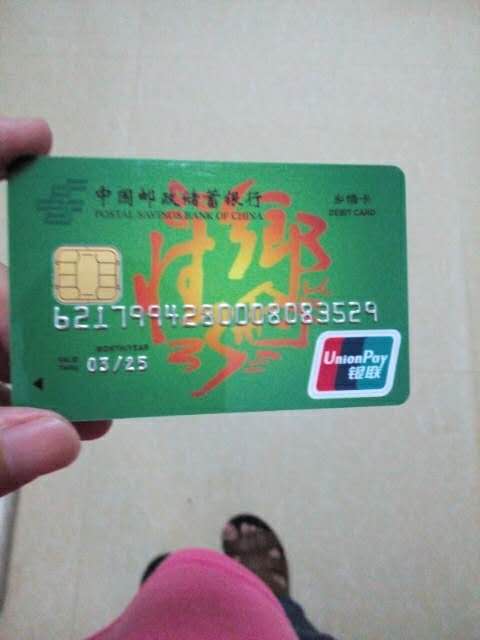 中国邮政储蓄银行
POSTAL SAVINGS BANK OF CHINA
乡情卡
DEBIT CARD
6217994280008083529
MONTH/YEAR
VALID
THRU
03/25
UnionPay
银联